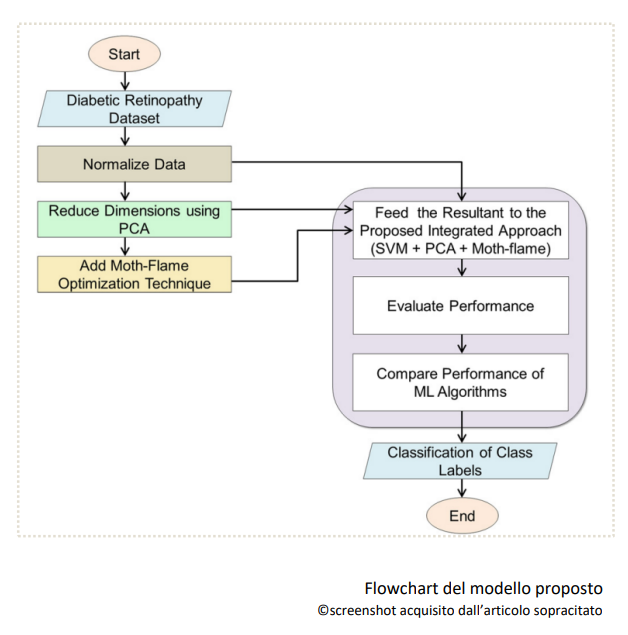 Start
Diabetic Retinopathy
Dataset
Normalize Data
Reduce Dimensions using
PCA
Add Moth-Flame
Optimization Technique
Feed the Resultant to the
Proposed Integrated Approach
(SVM + PCA + Moth-flame)
Evaluate Performance
Compare Performance of
ML Algorithms
Classification of Class
Labels
End
Flowchart del modello proposto
©screenshot acquisito dall’articolo sopracitato